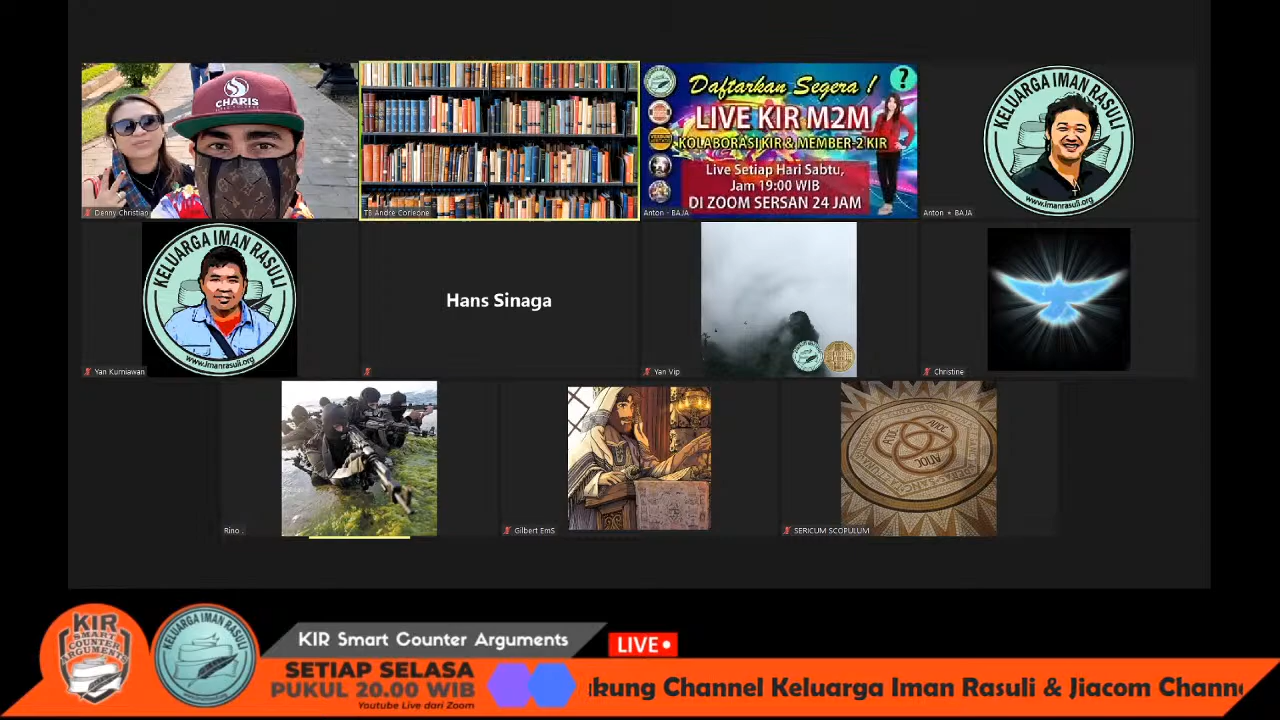 CHARIS
Denny Christian
TB Andre Corleone
Daftarkan Segera !
?
LIVE KIR M2M
KOLABORASI KIR & MEMBER-2 KIR
Live Setiap Hari Sabtu,
Jam 19:00 WIB
DI ZOOM SERSAN 24 JAM
Anton - BAJA
KELUARGA IMAN RASULI
www.imanrasuli.org
Anton + BAJA
KELUARGA IMAN RASULI
www.imanrasuli.org
Yan Kurniawan
Hans Sinaga
Yan Vip
Christine
Rino .
Gilbert EmS
SERICUM SCOPULUM
KIR
SMART
COUNTER
ARGUMENTS
KELUARGA IMAN RASULI
KIR Smart Counter Arguments
LIVE
SETIAP SELASA
PUKUL 20.00 WIB
Youtube Live dari Zoom
kung Channel Keluarga Iman Rasuli & Jiacom Chann